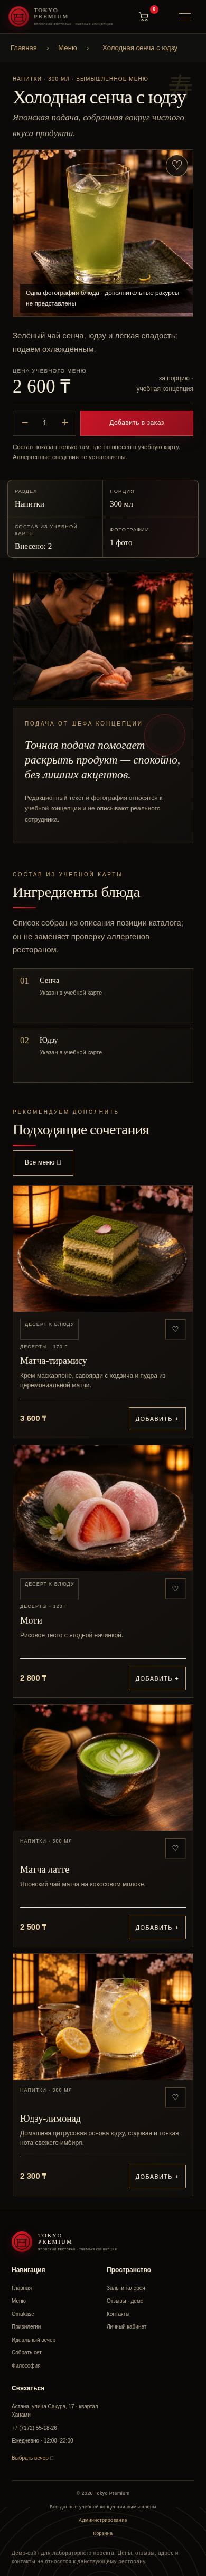 TOKYO
PREMIUM
ЯПОНСКИЙ РЕСТОРАН · ГЛАВНАЯ КОНЦЕПЦИЯ
0
Главная › Меню › Холодная сенча с юдзу
НАПИТКИ · 300 МЛ · ВЫМЫШЛЕННОЕ МЕНЮ
Холодная сенча с юдзу
Японская подача, собранная вокруг чистого
вкуса продукта.
Одна фотография блюда · дополнительные ракурсы
не представлены
Зелёный чай сенча, юдзу и лёгкая сладость;
подаём охлаждённым.
ЦЕНА УЧЕБНОГО МЕНЮ
2 600 ₸
за порцию ·
учебная концепция
− 1 +
Добавить в заказ
Состав показан только там, где он внесён в учебную карту.
Аллергенные сведения не установлены.
РАЗДЕЛ
Напитки
ПОРЦИЯ
300 мл
СОСТАВ ИЗ УЧЕБНОЙ
КАРТЫ
Внесено: 2
ФОТОГРАФИИ
1 фото
ПОДАЧА ОТ ШЕФА КОНЦЕПЦИИ
Точная подача помогает
раскрыть продукт — спокойно,
без лишних акцентов.
Редакционный текст и фотография относятся к
учебной концепции и не описывают реального
сотрудника.
СОСТАВ ИЗ УЧЕБНОЙ КАРТЫ
Ингредиенты блюда
Список собран из описания позиции каталога;
он не заменяет проверку аллергенов
рестораном.
01 Сенча
Указан в учебной карте
02 Юдзу
Указан в учебной карте
РЕКОМЕНДУЕМ ДОПОЛНИТЬ
Подходящие сочетания
Все меню
ДЕСЕРТ К БЛЮДУ
ДЕСЕРТЫ · 170 Г
Матча-тирамису
Крем маскарпоне, савоярди с ходзича и пудра из
церемониальной матчи.
3 600 ₸
ДОБАВИТЬ +
ДЕСЕРТ К БЛЮДУ
ДЕСЕРТЫ · 120 Г
Моти
Рисовое тесто с ягодной начинкой.
2 800 ₸
ДОБАВИТЬ +
НАПИТКИ · 300 МЛ
Матча латте
Японский чай матча на кокосовом молоке.
2 500 ₸
ДОБАВИТЬ +
НАПИТКИ · 300 МЛ
Юдзу-лимонад
Домашняя цитрусовая основа юдзу, содовая и тонкая
нота свежего имбиря.
2 300 ₸
ДОБАВИТЬ +
TOKYO
PREMIUM
ЯПОНСКИЙ РЕСТОРАН · ГЛАВНАЯ КОНЦЕПЦИЯ
Навигация
Главная
Меню
Omakase
Привилегии
Идеальный вечер
Собрать сет
Философия
Пространство
Залы и галерея
Отзывы · демо
Контакты
Личный кабинет
Связаться
Астана, улица Сакура, 17 · квартал
Ханами
+7 (7172) 55-18-26
Ежедневно · 12:00–23:00
Выбрать вечер
© 2026 Tokyo Premium
Все данные учебной концепции вымышлены
Администрирование
Корзина
Демо-сайт для лабораторного проекта. Цены, отзывы, адрес и
контакты не относятся к действующему ресторану.